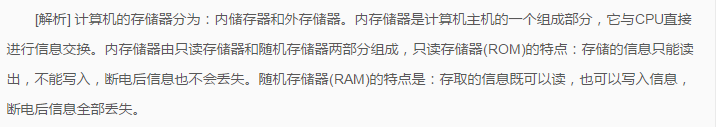 [解析] 计算机的存储器分为：内储存器和外存储器。内存储器是计算机主机的一个组成部分，它与CPU直接
进行信息交换。内存储器由只读存储器和随机存储器两部分组成，只读存储器(ROM)的特点：存储的信息只能读
出，不能写入，断电后信息也不会丢失。随机存储器(RAM)的特点是：存取的信息既可以读，也可以写入信息，
断电后信息全部丢失。